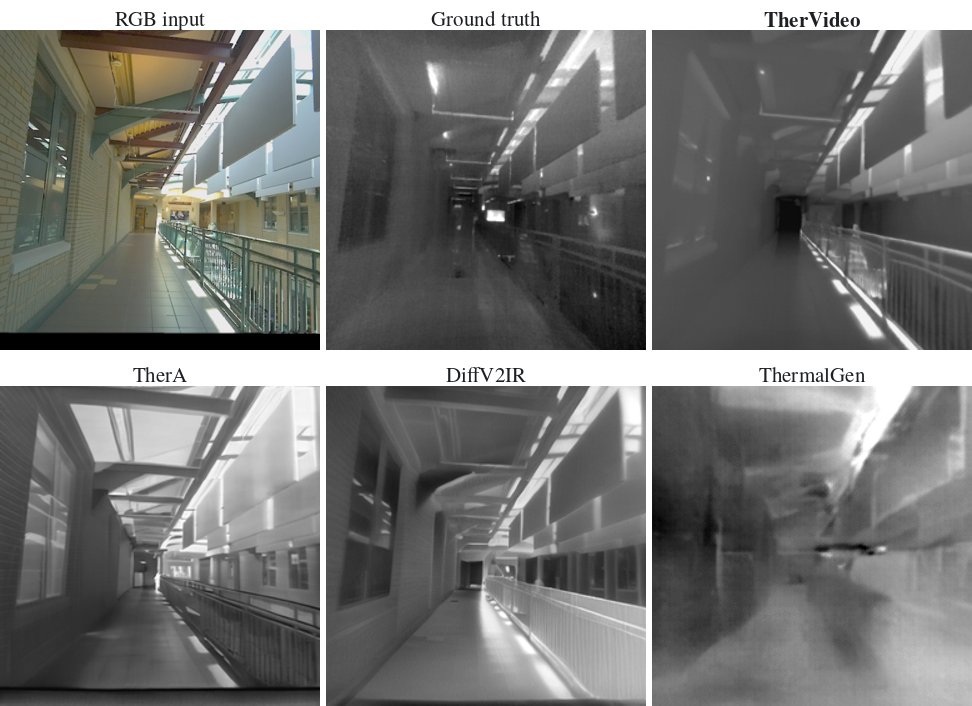 RGB input
Ground truth
TherVideo
TherA
DiffV2IR
ThermalGen